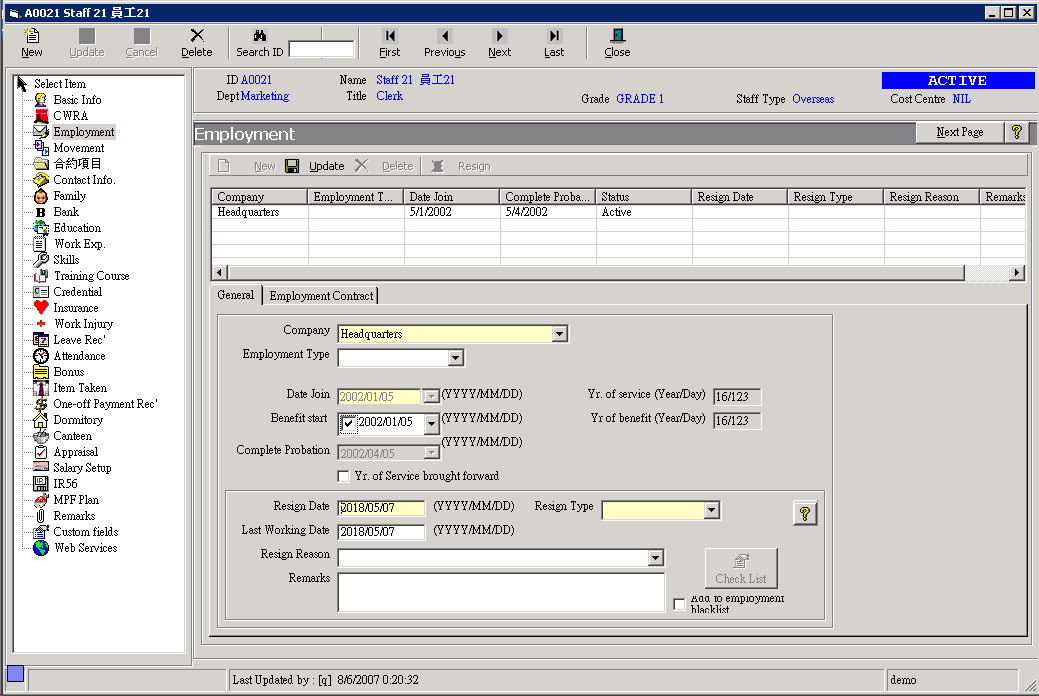 A0021 Staff 21 員工21
New Update Cancel Delete Search ID First Previous Next Last Close
Select Item
Basic Info
CWRA
Employment
Movement
合約項目
Contact Info.
Family
Bank
Education
Work Exp.
Skills
Training Course
Credential
Insurance
Work Injury
Leave Rec'
Attendance
Bonus
Item Taken
One-off Payment Rec'
Dormitory
Canteen
Appraisal
Salary Setup
IR56
MPF Plan
Remarks
Custom fields
Web Services
ID A0021 Name Staff 21 員工21 ACTIVE
Dept Marketing Title Clerk Grade GRADE 1 Staff Type Overseas Cost Centre NIL
Employment Next Page ?
New Update Delete Resign
Company Employment T... Date Join Complete Proba... Status Resign Date Resign Type Resign Reason Remarks
Headquarters 5/1/2002 5/4/2002 Active
General Employment Contract
Company Headquarters
Employment Type
Date Join 2002/01/05 (YYYY/MM/DD) Yr. of service (Year/Day) 16/123
Benefit start 2002/01/05 (YYYY/MM/DD) Yr of benefit (Year/Day) 16/123
Complete Probation 2002/04/05 (YYYY/MM/DD)
Yr. of Service brought forward
Resign Date 2018/05/07 (YYYY/MM/DD) Resign Type ?
Last Working Date 2018/05/07 (YYYY/MM/DD)
Resign Reason
Remarks Check List
Add to employment
blacklist
Last Updated by : [q] 8/6/2007 0:20:32 demo